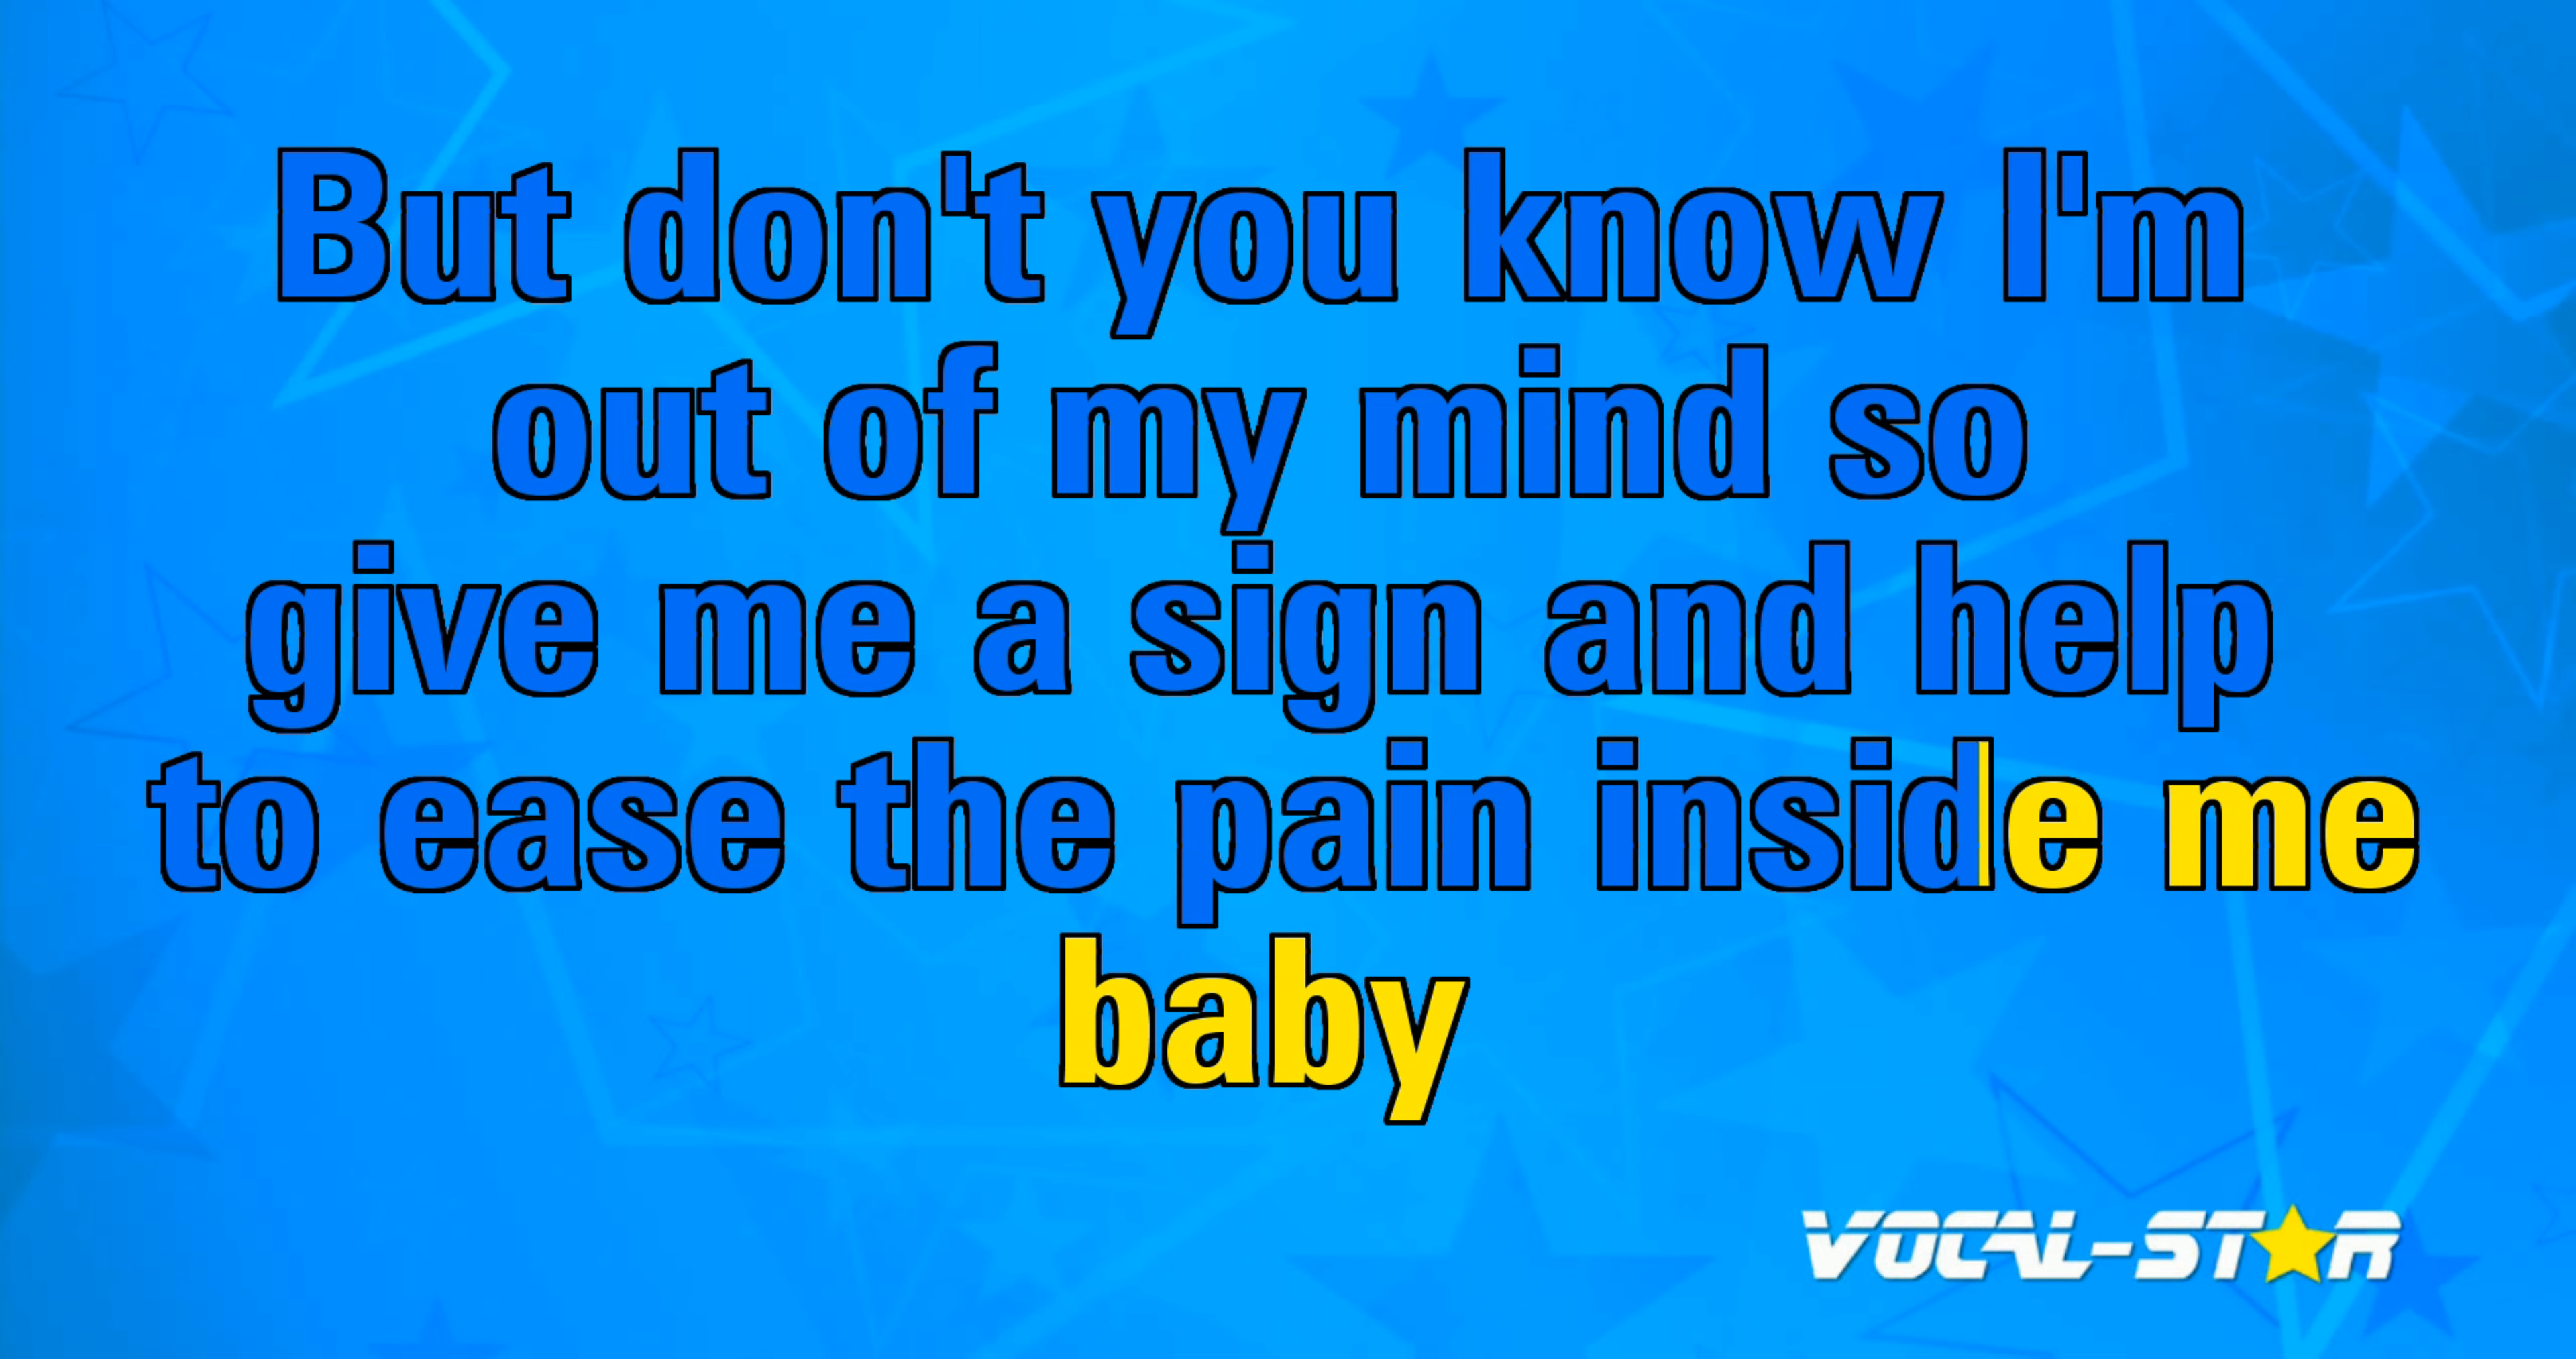 But don't you know I'm
out of my mind so
give me a sign and help
to ease the pain inside me
baby
VOCAL-STAR